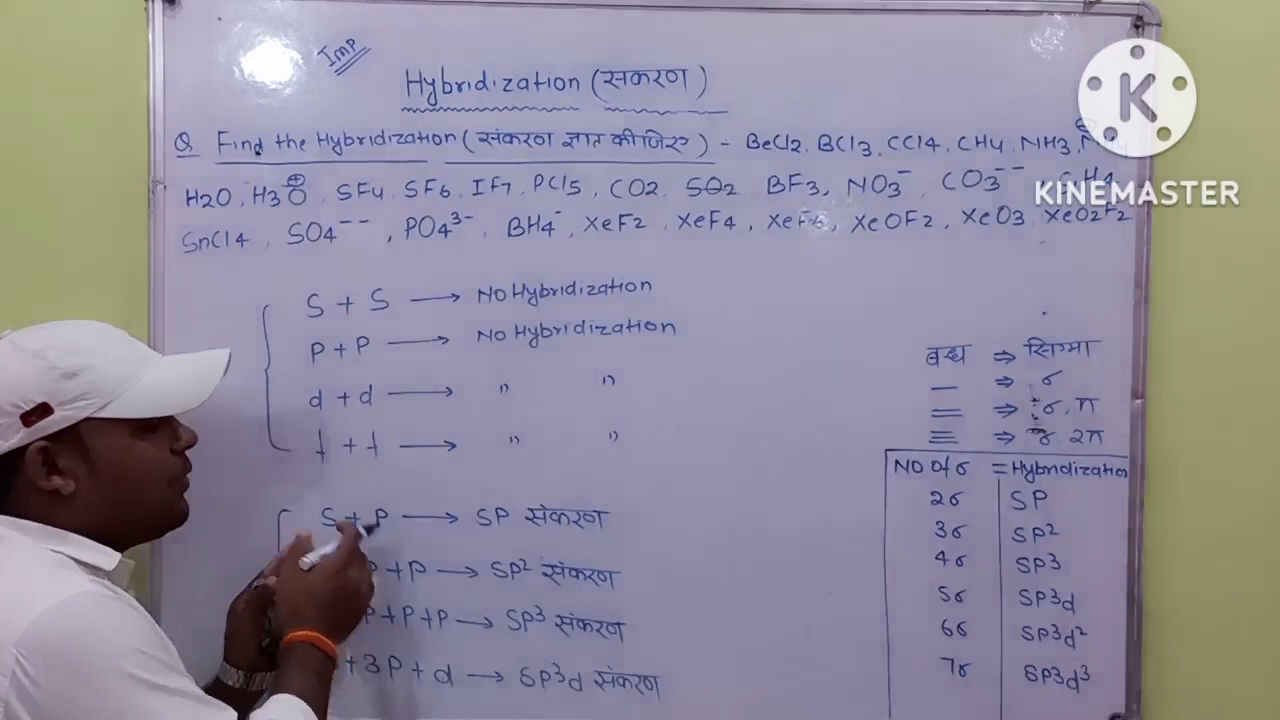 Imp
Hybridization (संकरण)
Q Find the Hybridization (संकरण ज्ञात कीजिए) - BeCl2, BCl3, CCl4, CH4, NH3,
H2O, H3O⊕, SF4, SF6, IF7, PCl5, CO2, SO2, BF3, NO3⁻, CO3⁻⁻
SnCl4, SO4⁻⁻, PO4³⁻, BH4⁻, XeF2, XeF4, XeF6, XeOF2, XeO3, XeO2F2
S + S → No Hybridization
P + P → No Hybridization
d + d → " "
f + f → " "
S + P → SP संकरण
P + P → SP² संकरण
P + P + P → SP³ संकरण
+ 3P + d → SP³d संकरण
बन्ध ⇒ सिग्मा
— ⇒ σ
= ⇒ σ, π
≡ ⇒ σ, 2π
No of σ = Hybridization
2σ SP
3σ SP2
4σ SP3
5σ SP3d
6σ SP3d2
7σ SP3d3
K
KINEMASTER